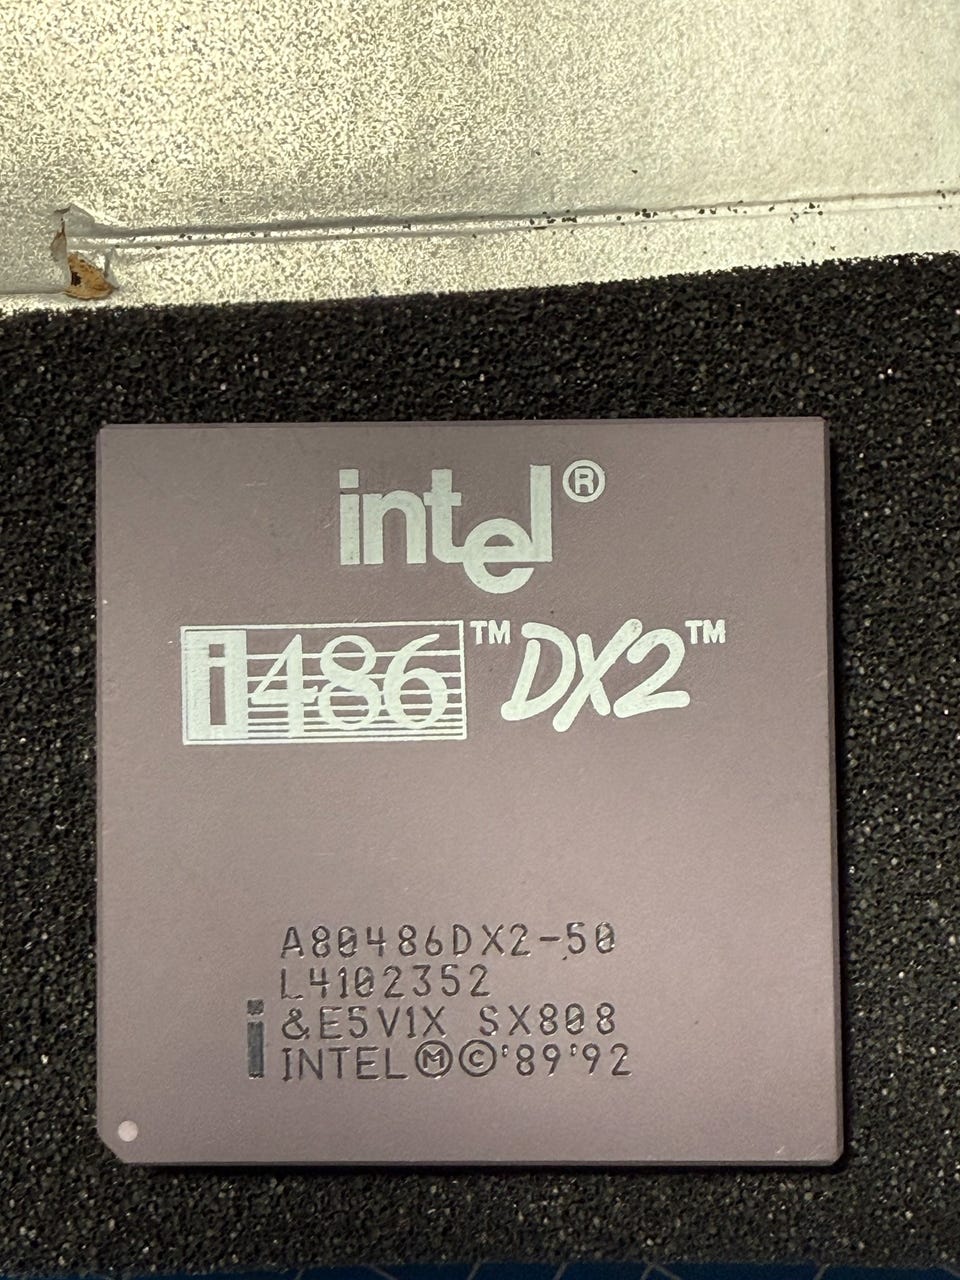 intel®
i486™ DX2™
A80486DX2-50
L4102352
i &E5V1X SX808
INTEL Ⓜ©'89'92